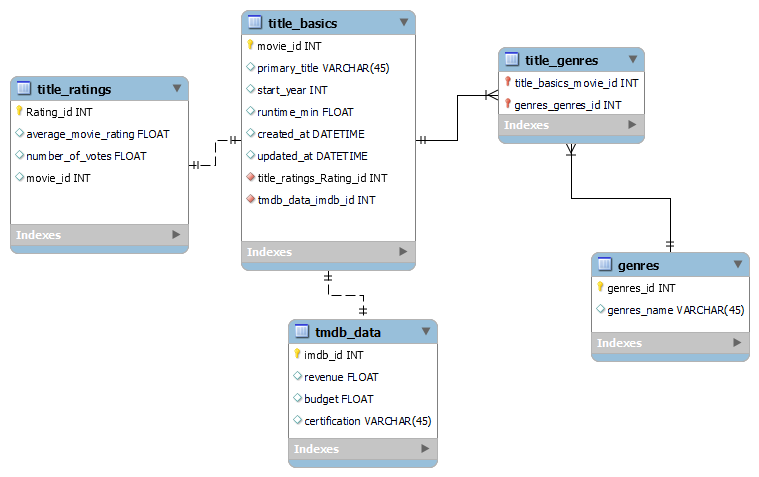 title_basics
movie_id INT
primary_title VARCHAR(45)
start_year INT
runtime_min FLOAT
created_at DATETIME
updated_at DATETIME
title_ratings_Rating_id INT
tmdb_data_imdb_id INT
Indexes
title_ratings
Rating_id INT
average_movie_rating FLOAT
number_of_votes FLOAT
movie_id INT
Indexes
title_genres
title_basics_movie_id INT
genres_genres_id INT
Indexes
genres
genres_id INT
genres_name VARCHAR(45)
Indexes
tmdb_data
imdb_id INT
revenue FLOAT
budget FLOAT
certification VARCHAR(45)
Indexes